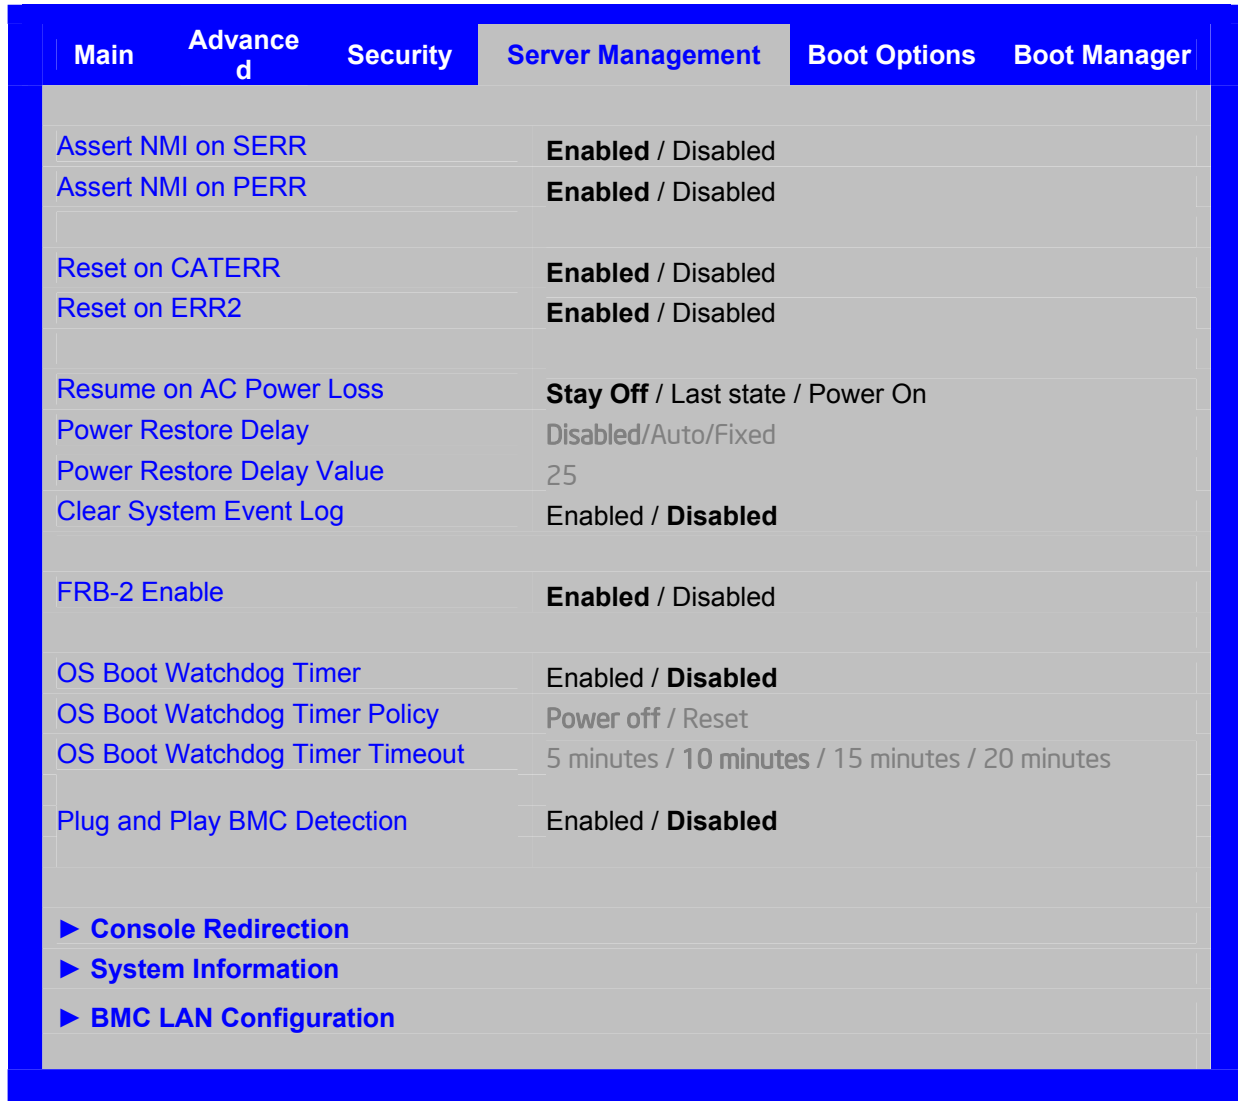 Main Advance
d Security Server Management Boot Options Boot Manager
Assert NMI on SERR Enabled / Disabled
Assert NMI on PERR Enabled / Disabled
Reset on CATERR Enabled / Disabled
Reset on ERR2 Enabled / Disabled
Resume on AC Power Loss Stay Off / Last state / Power On
Power Restore Delay Disabled/Auto/Fixed
Power Restore Delay Value 25
Clear System Event Log Enabled / Disabled
FRB-2 Enable Enabled / Disabled
OS Boot Watchdog Timer Enabled / Disabled
OS Boot Watchdog Timer Policy Power off / Reset
OS Boot Watchdog Timer Timeout 5 minutes / 10 minutes / 15 minutes / 20 minutes
Plug and Play BMC Detection Enabled / Disabled
► Console Redirection
► System Information
► BMC LAN Configuration